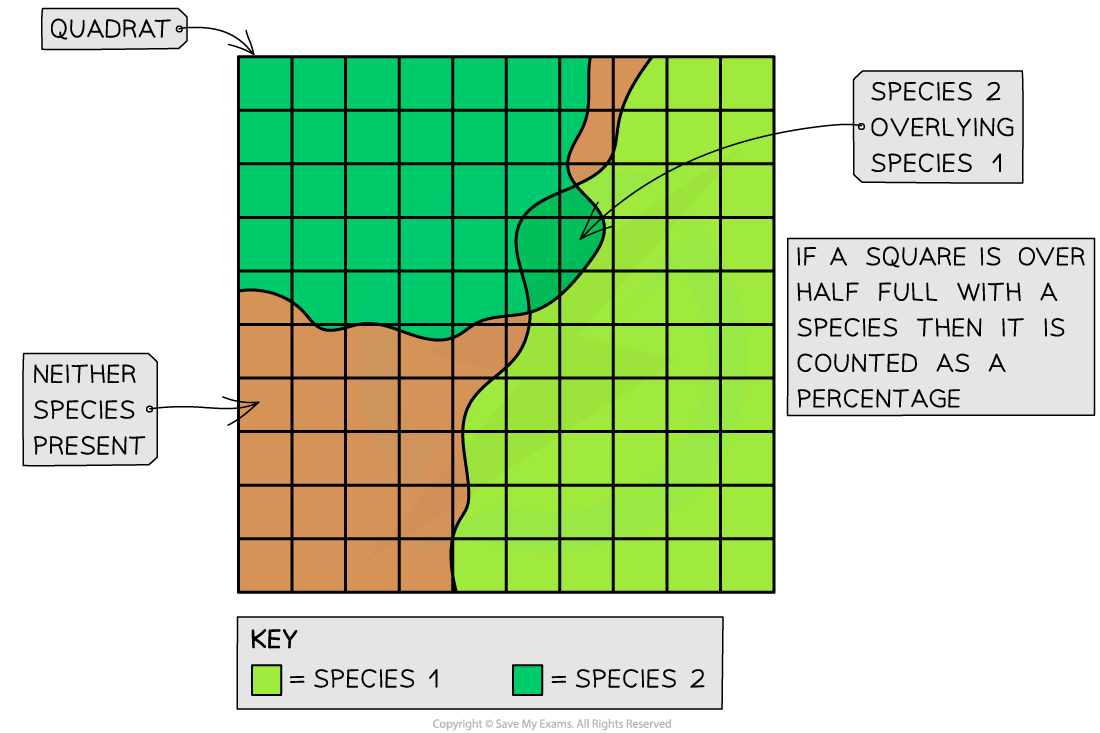 QUADRAT
SPECIES 2
OVERLYING
SPECIES 1
IF A SQUARE IS OVER
HALF FULL WITH A
SPECIES THEN IT IS
COUNTED AS A
PERCENTAGE
NEITHER
SPECIES
PRESENT
KEY
= SPECIES 1 = SPECIES 2
Copyright © Save My Exams. All Rights Reserved